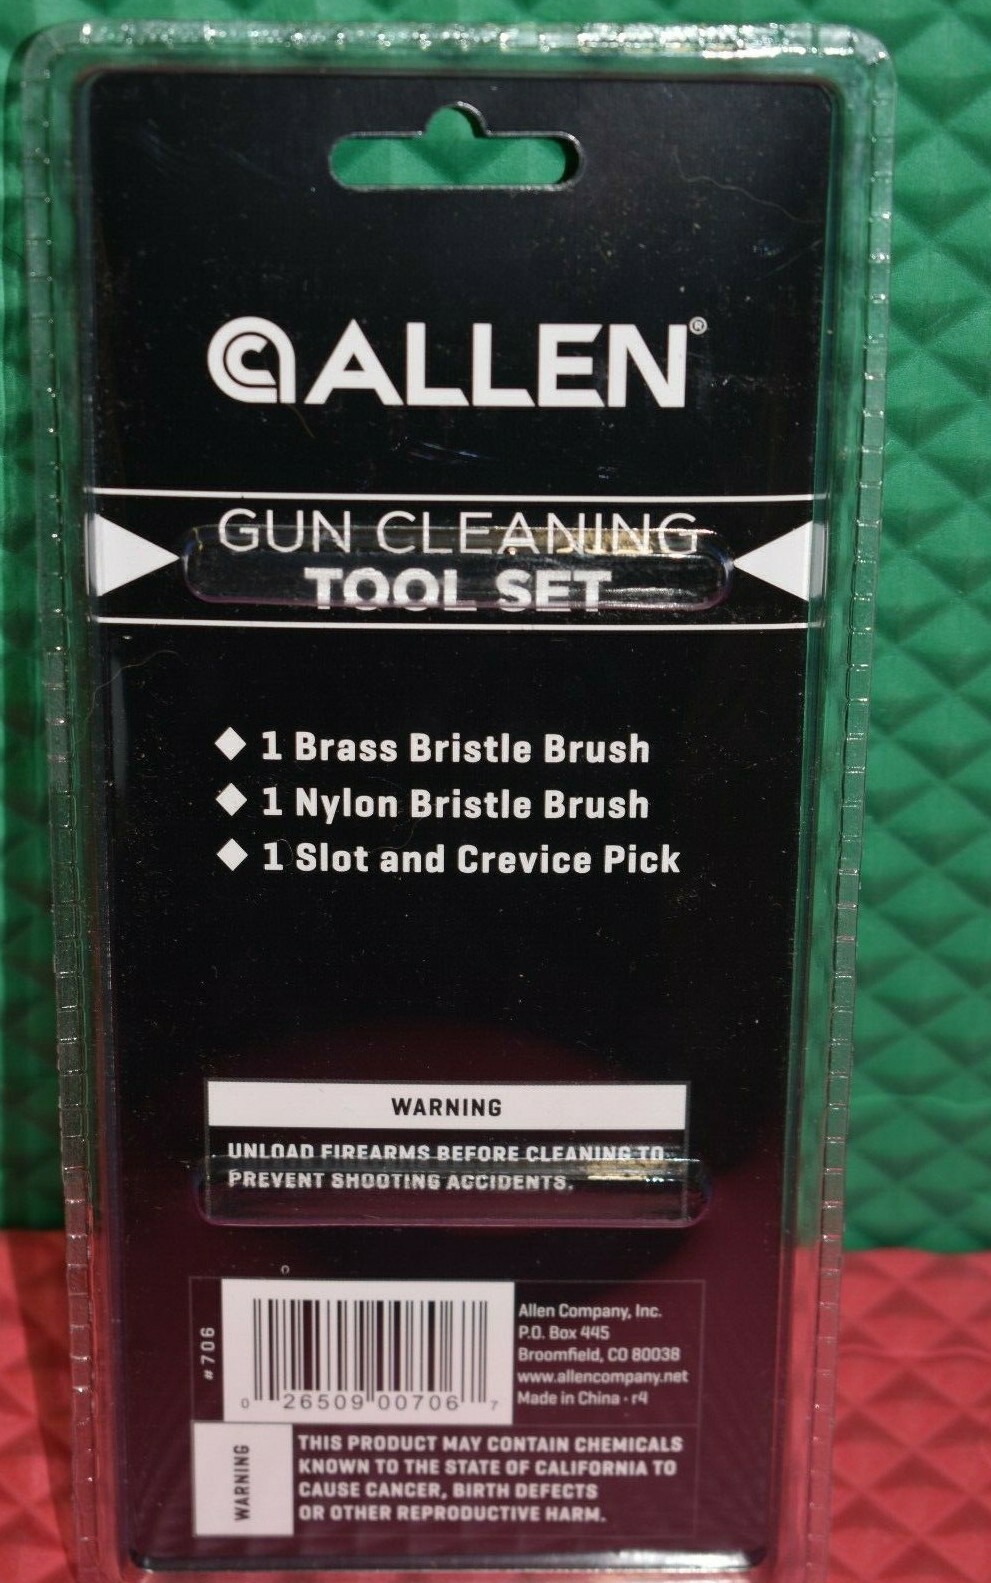 ALLEN®
GUN CLEANING
TOOL SET
1 Brass Bristle Brush
1 Nylon Bristle Brush
1 Slot and Crevice Pick
WARNING
UNLOAD FIREARMS BEFORE CLEANING TO
PREVENT SHOOTING ACCIDENTS.
#706
0 26509 00706 7
Allen Company, Inc.
P.O. Box 445
Broomfield, CO 80038
www.allencompany.net
Made in China · r4
WARNING
THIS PRODUCT MAY CONTAIN CHEMICALS
KNOWN TO THE STATE OF CALIFORNIA TO
CAUSE CANCER, BIRTH DEFECTS
OR OTHER REPRODUCTIVE HARM.